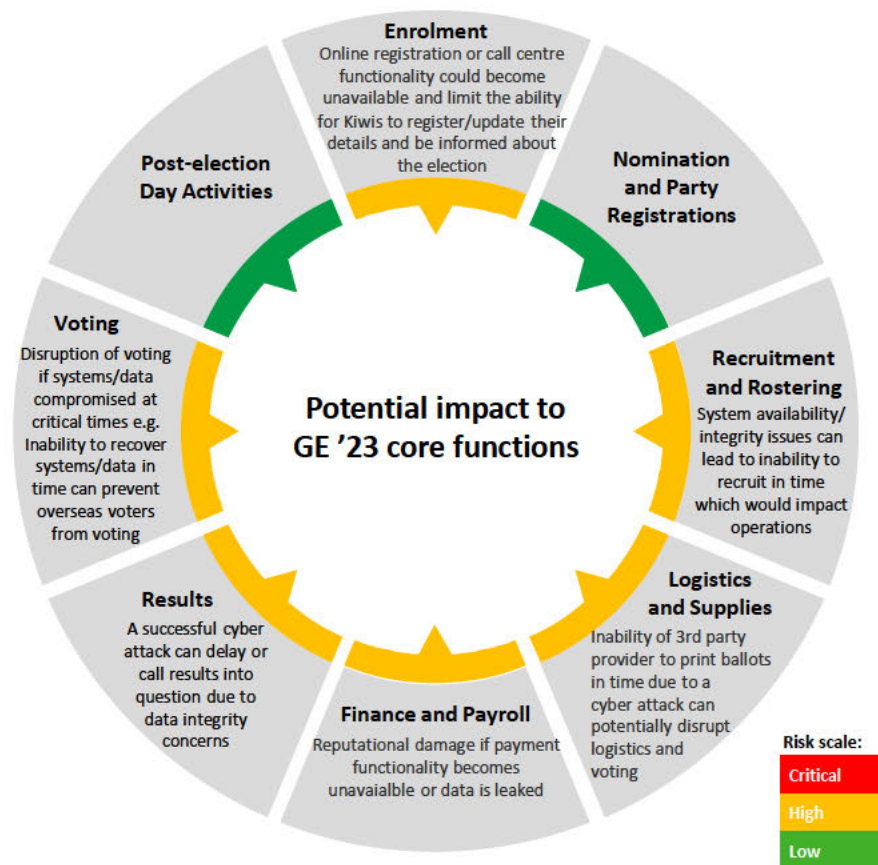 Enrolment
Online registration or call centre
functionality could become
unavailable and limit the ability
for Kiwis to register/update their
details and be informed about
the election
Nomination
and Party
Registrations
Recruitment
and Rostering
System availability/
integrity issues can
lead to inability to
recruit in time
which would impact
operations
Logistics
and Supplies
Inability of 3rd party
provider to print ballots
in time due to a
cyber attack can
potentially disrupt
logistics and
voting
Finance and Payroll
Reputational damage if payment
functionality becomes
unavaialble or data is leaked
Results
A successful cyber
attack can delay or
call results into
question due to
data integrity
concerns
Voting
Disruption of voting
if systems/data
compromised at
critical times e.g.
Inability to recover
systems/data in
time can prevent
overseas voters
from voting
Post-election
Day Activities
Potential impact to
GE ’23 core functions
Risk scale:
Critical
High
Low